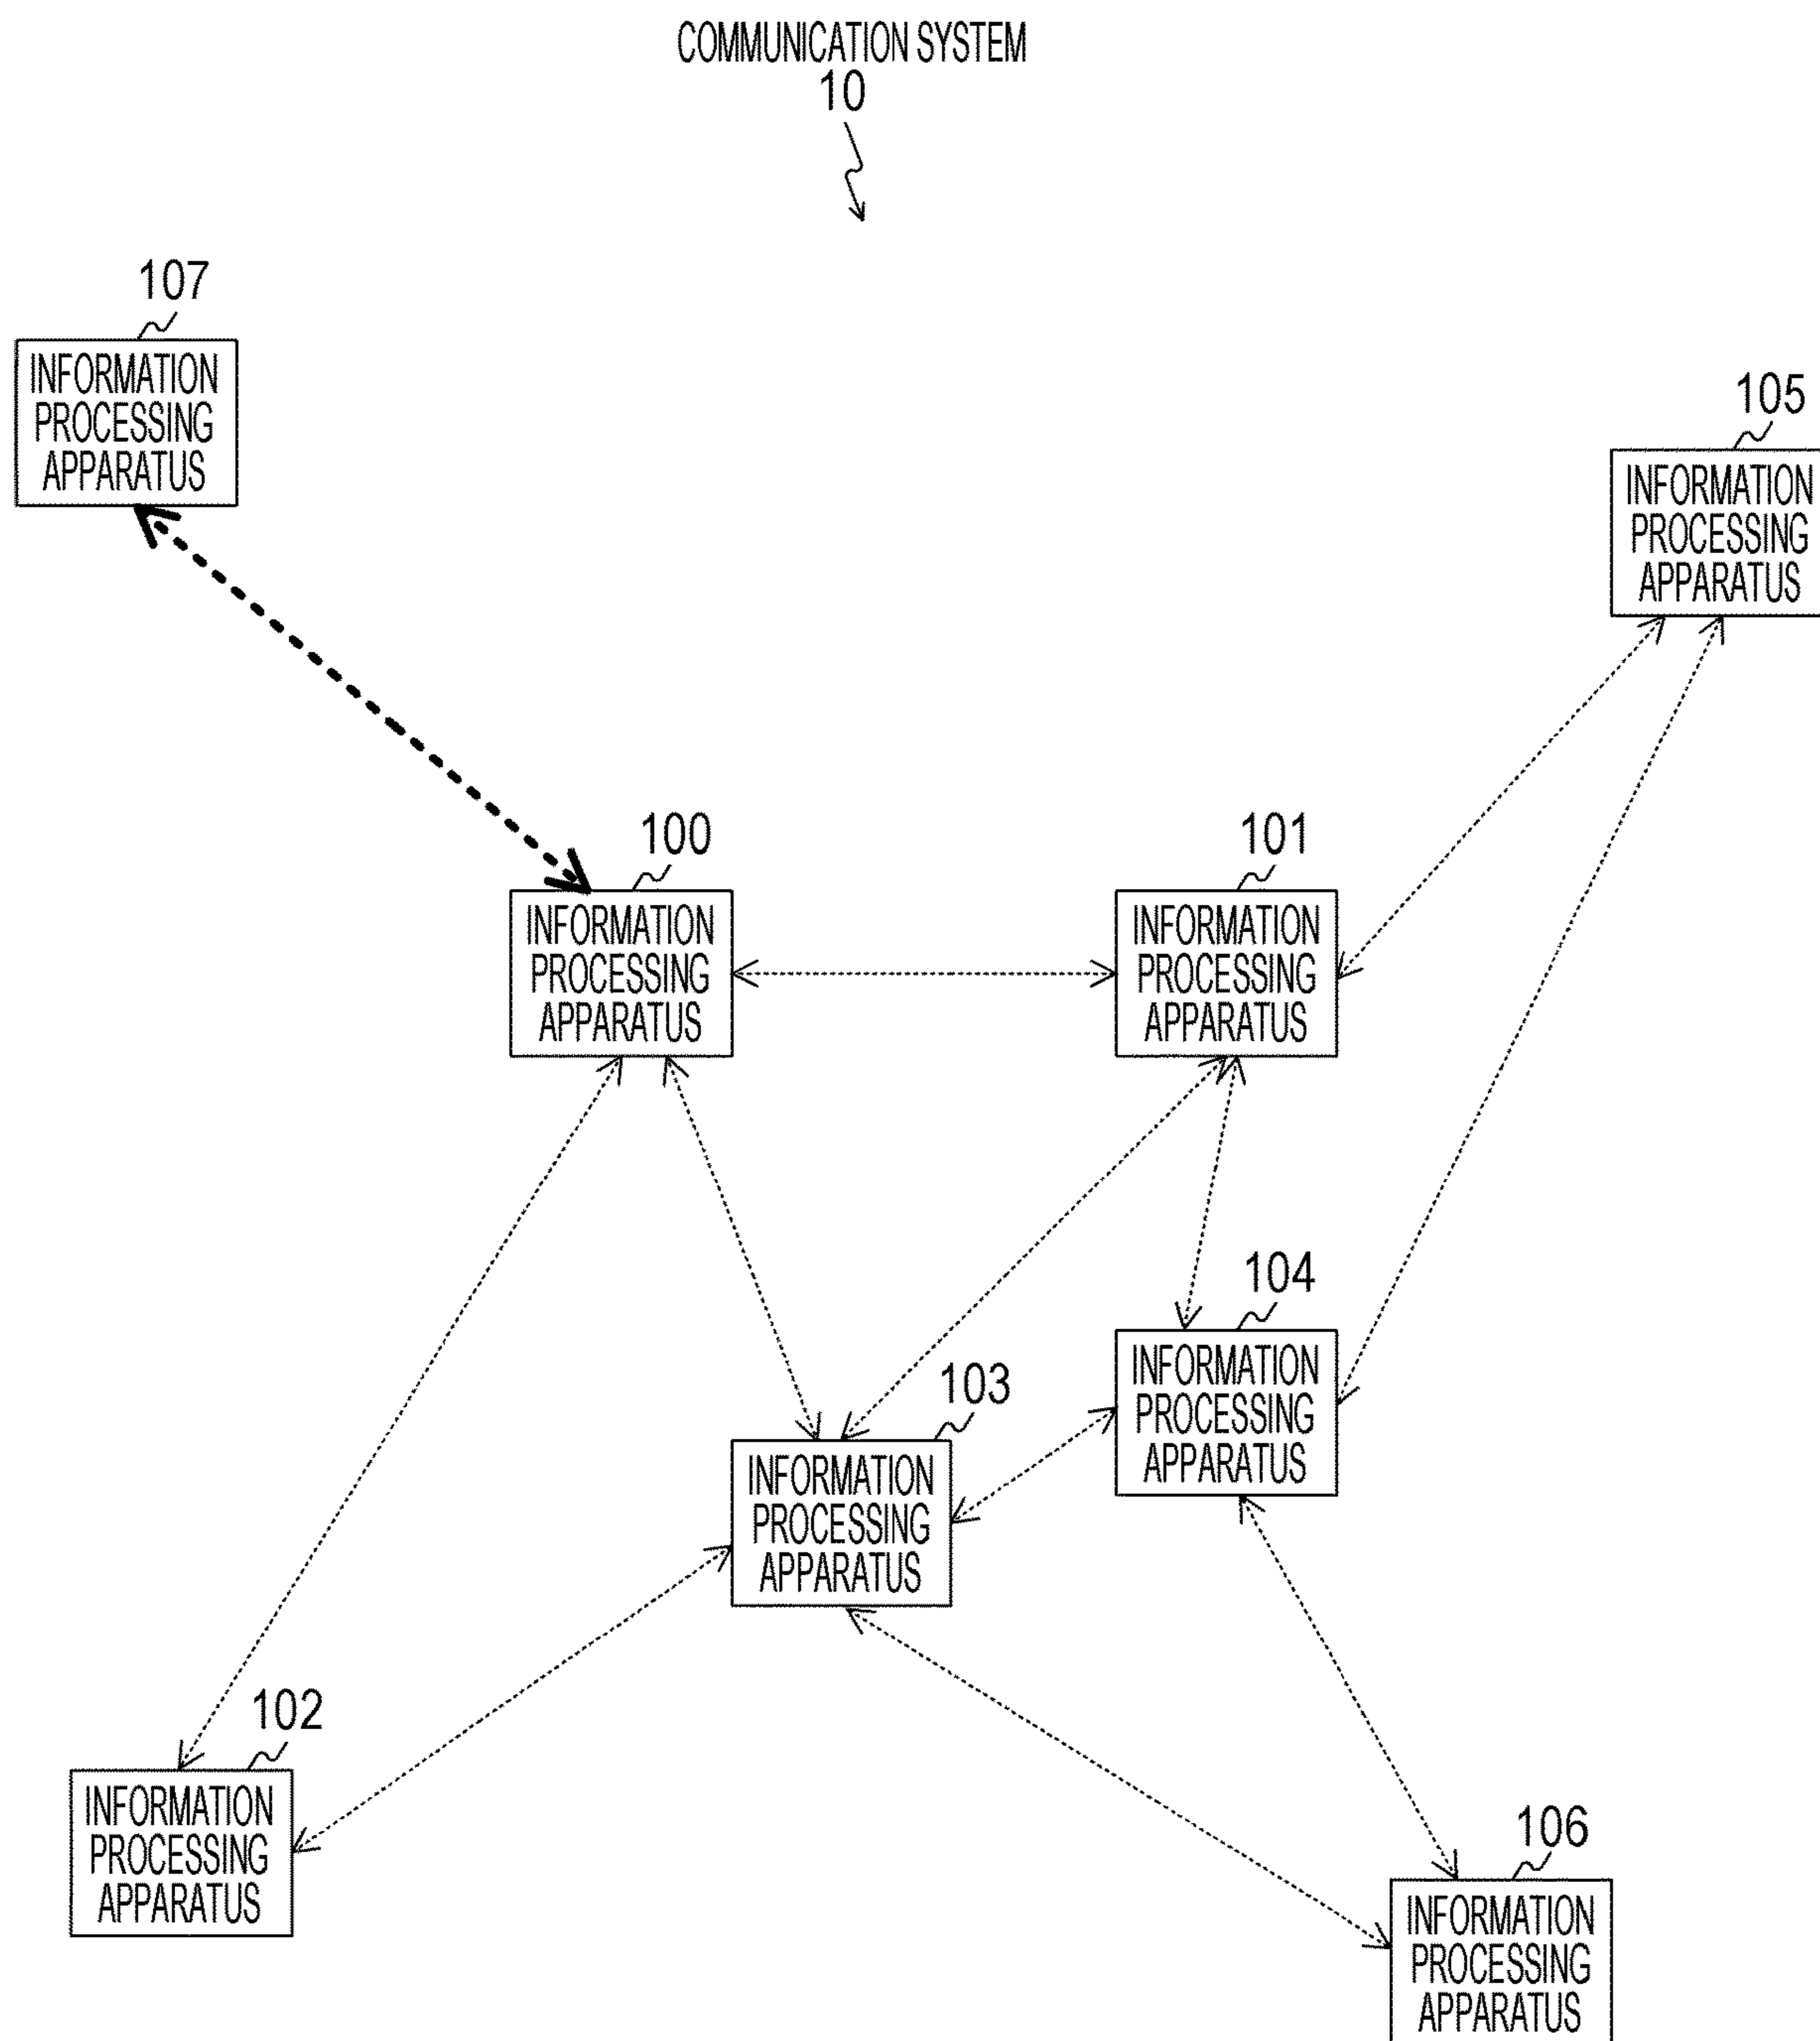 COMMUNICATION SYSTEM
10
107
INFORMATION
PROCESSING
APPARATUS
105
INFORMATION
PROCESSING
APPARATUS
100
INFORMATION
PROCESSING
APPARATUS
101
INFORMATION
PROCESSING
APPARATUS
104
INFORMATION
PROCESSING
APPARATUS
103
INFORMATION
PROCESSING
APPARATUS
102
INFORMATION
PROCESSING
APPARATUS
106
INFORMATION
PROCESSING
APPARATUS